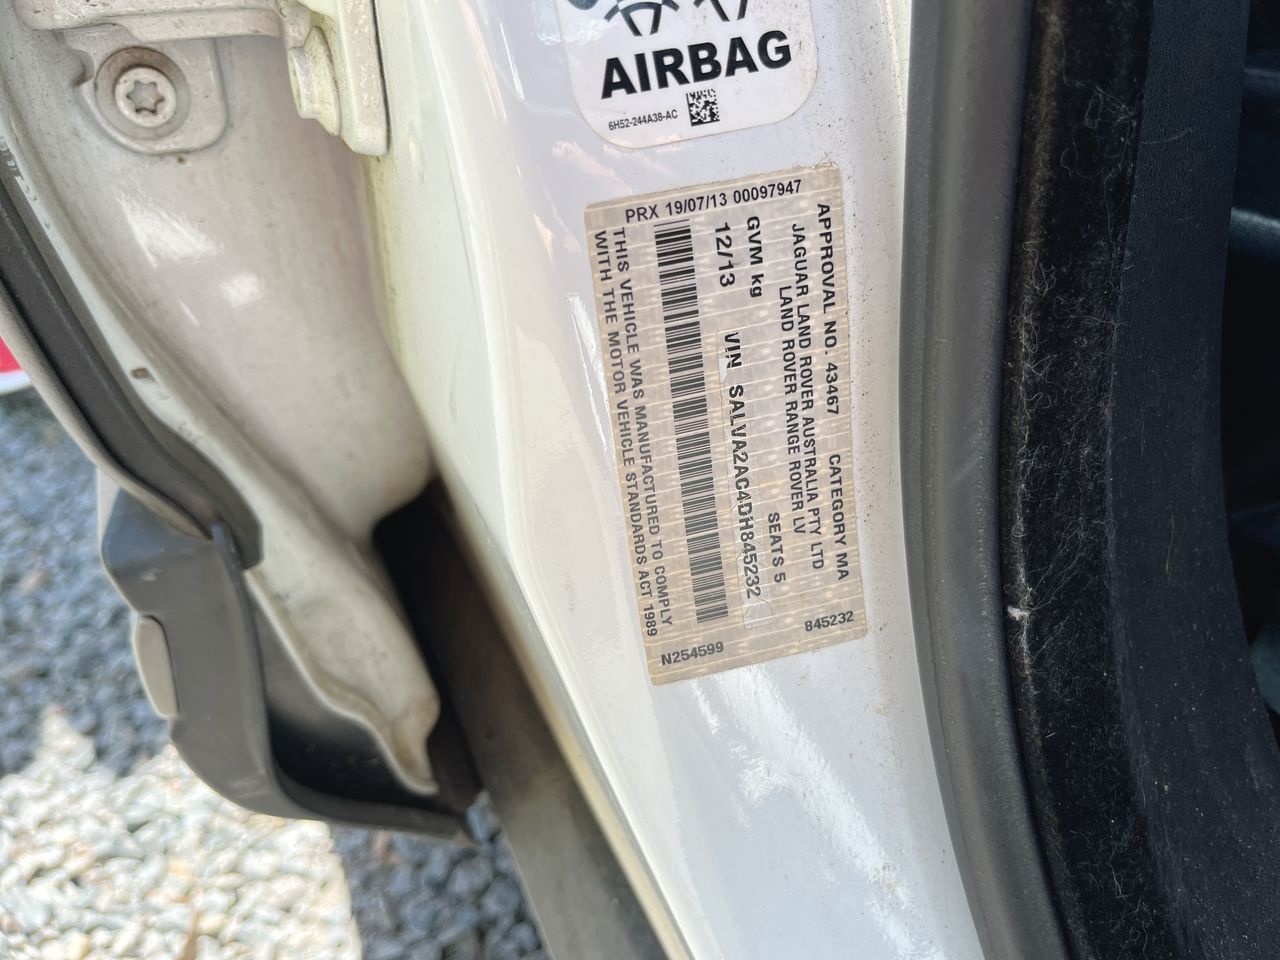 AIRBAG
6H52-244A38-AC
PRX 19/07/13 00097947
APPROVAL NO. 43467 CATEGORY MA
JAGUAR LAND ROVER AUSTRALIA PTY LTD
LAND ROVER RANGE ROVER LV
GVM kg SEATS 5
12/13 VIN SALVA2AC4DH845232
THIS VEHICLE WAS MANUFACTURED TO COMPLY
WITH THE MOTOR VEHICLE STANDARDS ACT 1989
N254599 845232